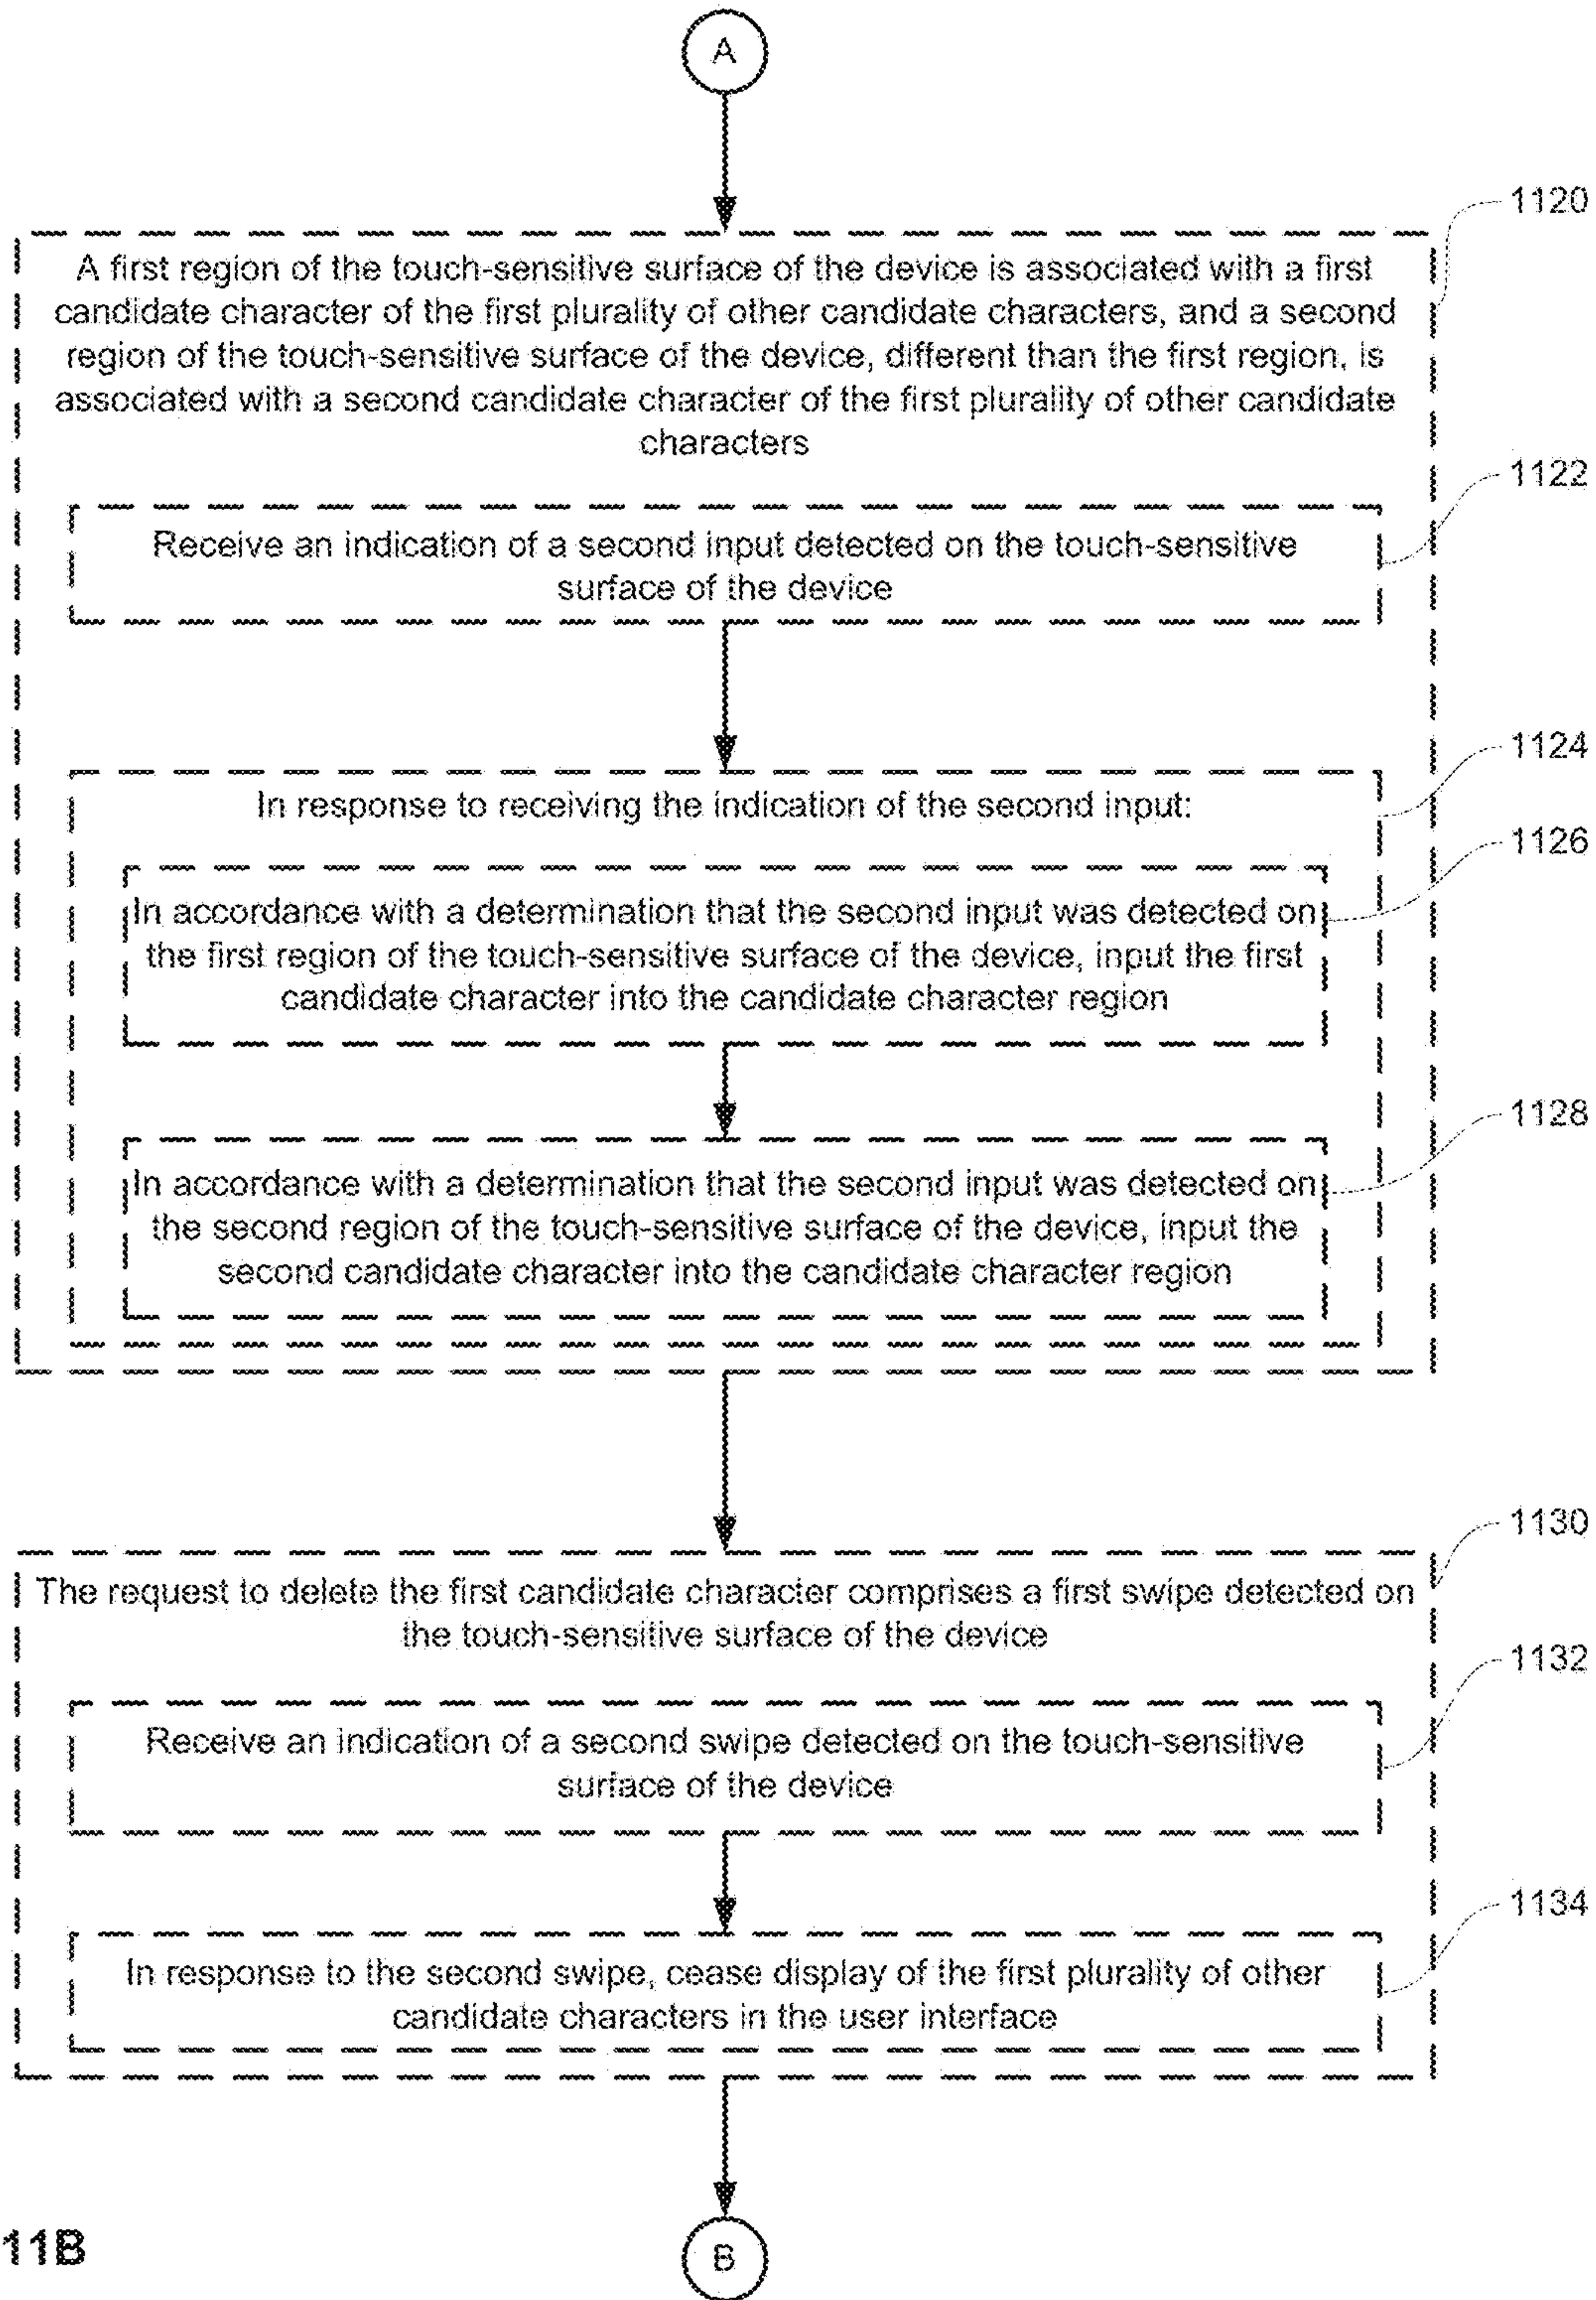 A
1120
A first region of the touch-sensitive surface of the device is associated with a first
candidate character of the first plurality of other candidate characters, and a second
region of the touch-sensitive surface of the device, different than the first region, is
associated with a second candidate character of the first plurality of other candidate
characters
1122
Receive an indication of a second input detected on the touch-sensitive
surface of the device
1124
In response to receiving the indication of the second input:
1126
In accordance with a determination that the second input was detected on
the first region of the touch-sensitive surface of the device, input the first
candidate character into the candidate character region
1128
In accordance with a determination that the second input was detected on
the second region of the touch-sensitive surface of the device, input the
second candidate character into the candidate character region
1130
The request to delete the first candidate character comprises a first swipe detected on
the touch-sensitive surface of the device
1132
Receive an indication of a second swipe detected on the touch-sensitive
surface of the device
1134
In response to the second swipe, cease display of the first plurality of other
candidate characters in the user interface
11B
B